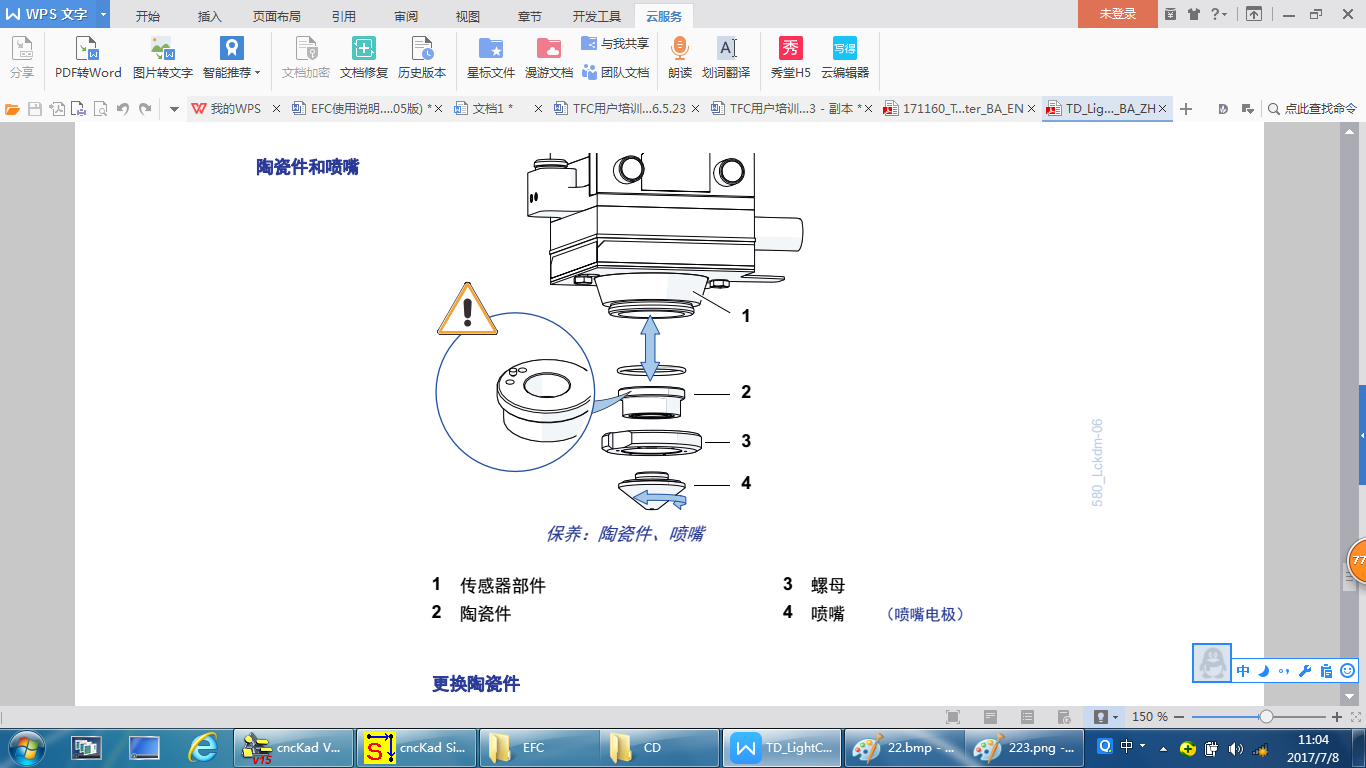 WPS 文字
开始 插入 页面布局 引用 审阅 视图 章节 开发工具 云服务 未登录
分享 PDF转Word 图片转文字 智能推荐 文档加密 文档修复 历史版本 星标文件 漫游文档 与我共享 团队文档 朗读 划词翻译 秀堂H5 云编辑器
秀 写得
我的WPS × EFC使用说明....05版) * × 文档1 * × TFC用户培训...6.5.23 × TFC用户培训...3 - 副本 * × 171160_T...ter_BA_EN × TD_Lig..._BA_ZH × 点此查找命令
陶瓷件和喷嘴
1
2
3
4
580_Lckdm-06
保养：陶瓷件、喷嘴
1 传感器部件 3 螺母
2 陶瓷件 4 喷嘴 （喷嘴电极）
更换陶瓷件
77
中
150 %
cncKad V... cncKad Si... EFC CD TD_LightC... 22.bmp - ... 223.png -... 中 11:04
V15
2017/7/8